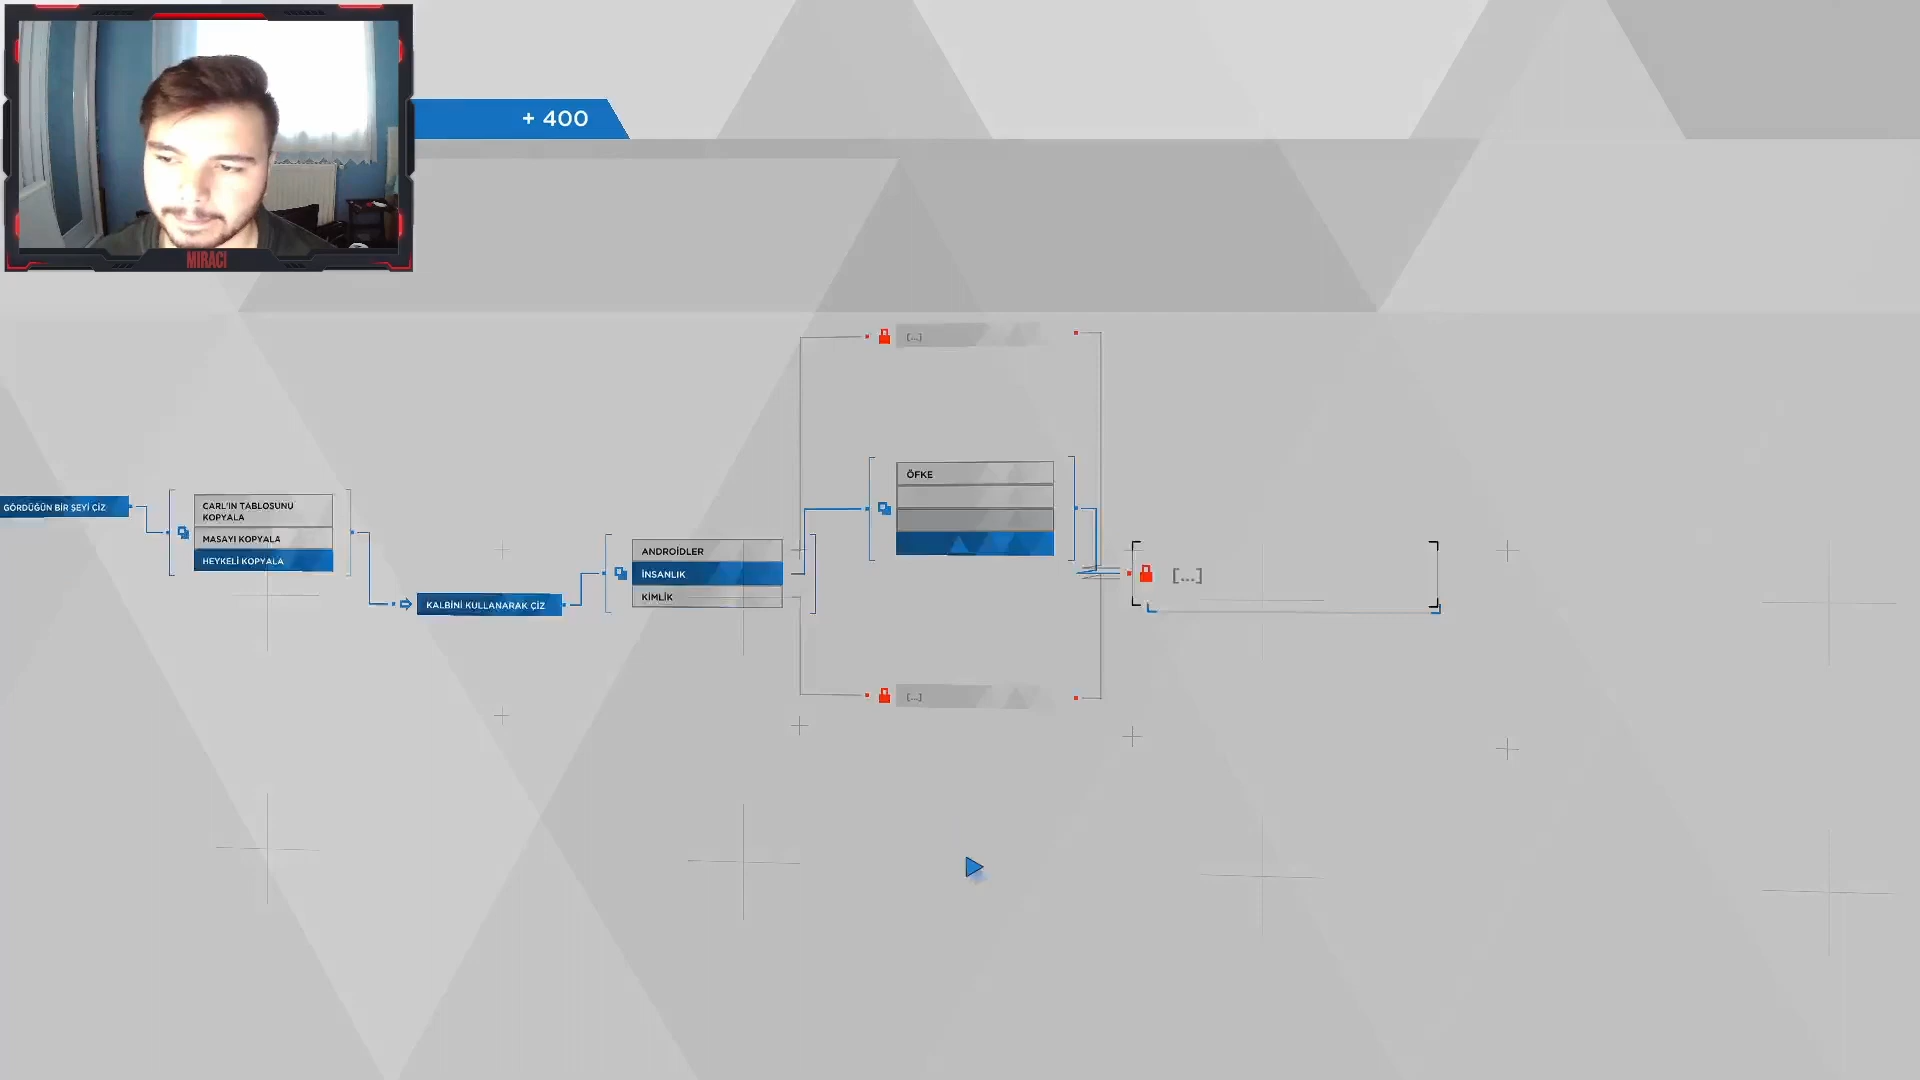 MIRACI
+ 400
[...]
ÖFKE
GÖRDÜĞÜN BİR ŞEYİ ÇİZ
CARL'IN TABLOSUNU
KOPYALA
MASAYI KOPYALA
HEYKELİ KOPYALA
KALBİNİ KULLANARAK ÇİZ
ANDROİDLER
İNSANLIK
KİMLİK
[...]
[...]